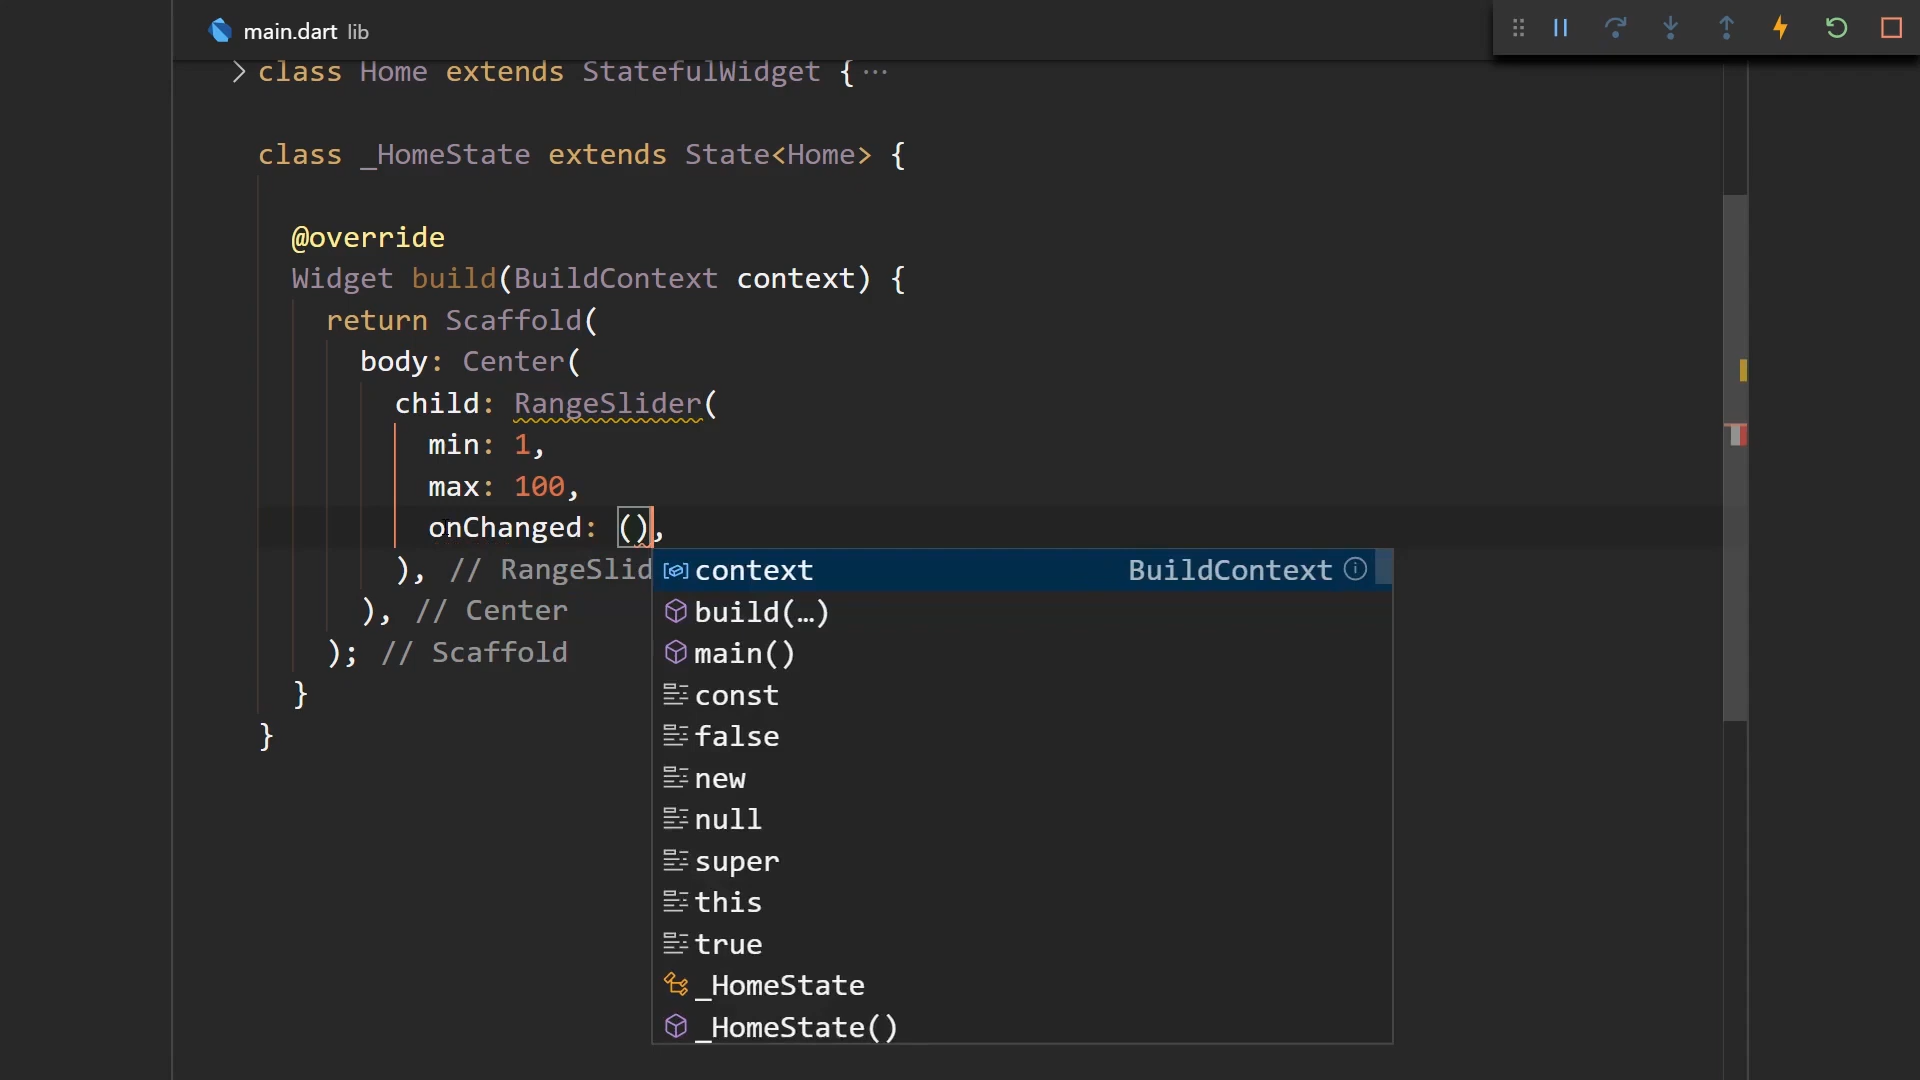 main.dart lib
class Home extends StatefulWidget {···
class _HomeState extends State<Home> {
@override
Widget build(BuildContext context) {
return Scaffold(
body: Center(
child: RangeSlider(
min: 1,
max: 100,
onChanged: (),
), // RangeSlid
), // Center
); // Scaffold
}
}
context BuildContext
build(…)
main()
const
false
new
null
super
this
true
_HomeState
_HomeState()